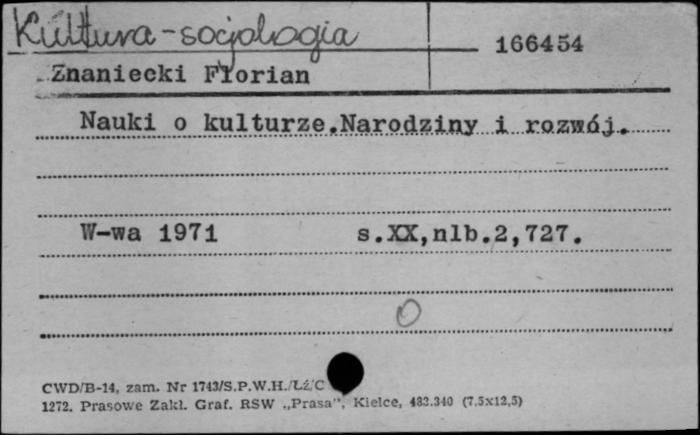 Kultura - socjologia
166454
Znaniecki Florian
Nauki o kulturze.Narodziny i rozwój.
W-wa 1971 s.XX,nlb.2,727.
O
CWD/B-14, zam. Nr 1743/S.P.W.H./Łź/C
1272. Prasowe Zakł. Graf. RSW „Prasa”, Kielce, 483.340 (7,5x12,5)